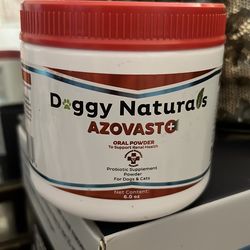 Doggy Naturals
AZOVAST+
ORAL POWDER
To Support Renal Health
Probiotic Supplement
Powder
For Dogs & Cats
Net Content:
6.0 oz